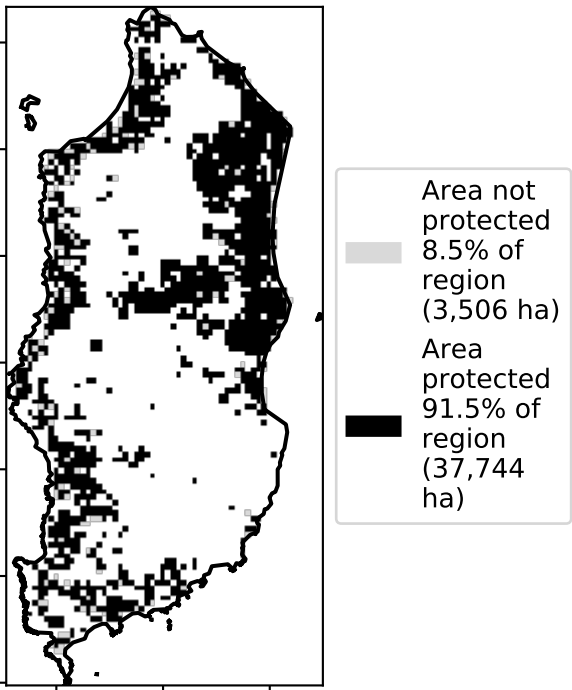 Area not
protected
8.5% of
region
(3,506 ha)
Area
protected
91.5% of
region
(37,744
ha)